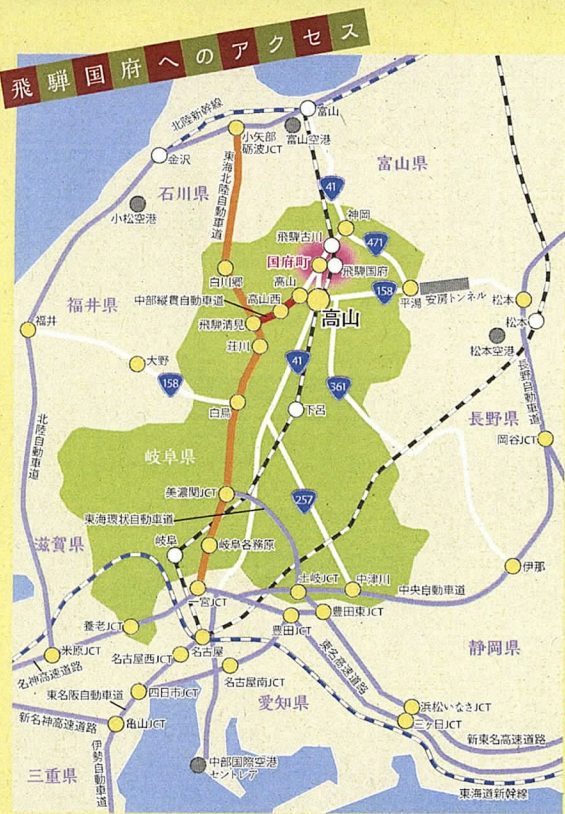 飛騨国府へのアクセス
北陸新幹線
富山
小矢部
砺波JCT
富山空港
金沢
富山県
石川県
東海北陸自動車道
41
小松空港
神岡
飛騨古川
471
国府町
飛騨国府
白川郷
高山
中部縦貫自動車道
高山西
158
平湯
安房トンネル
松本
福井県
飛騨清見
高山
松本
福井
荘川
松本空港
大野
41
158
361
長野自動車道
白鳥
下呂
長野県
北陸自動車道
岡谷JCT
岐阜県
美濃関JCT
257
東海環状自動車道
滋賀県
岐阜
岐阜各務原
伊那
土岐JCT
中津川
中央自動車道
一宮JCT
豊田東JCT
養老JCT
豊田JCT
米原JCT
名古屋
静岡県
名神高速道路
名古屋西JCT
東名高速道路
名古屋南JCT
東名阪自動車道
四日市JCT
愛知県
浜松いなさJCT
新名神高速道路
亀山JCT
三ヶ日JCT
新東名高速道路
伊勢自動車道
中部国際空港
セントレア
三重県
東海道新幹線